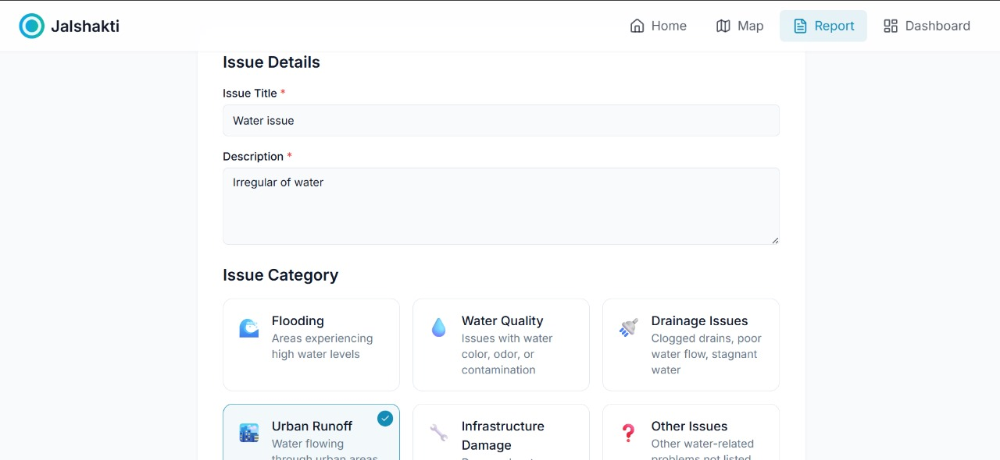 Jalshakti
Home
Map
Report
Dashboard
Issue Details
Issue Title *
Water issue
Description *
Irregular of water
Issue Category
Flooding
Areas experiencing
high water levels
Water Quality
Issues with water
color, odor, or
contamination
Drainage Issues
Clogged drains, poor
water flow, stagnant
water
Urban Runoff
Water flowing
through urban areas
Infrastructure
Damage
Other Issues
Other water-related
problems not listed